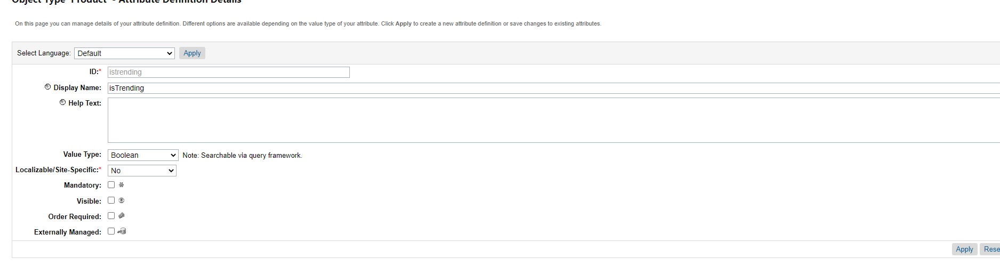 Object Type 'Product' - Attribute Definition Details
On this page you can manage details of your attribute definition. Different options are available depending on the value type of your attribute. Click Apply to create a new attribute definition or save changes to existing attributes.
Select Language: Default Apply
ID:* istrending
Display Name: isTrending
Help Text:
Value Type: Boolean Note: Searchable via query framework.
Localizable/Site-Specific:* No
Mandatory:
Visible:
Order Required:
Externally Managed:
Apply Rese